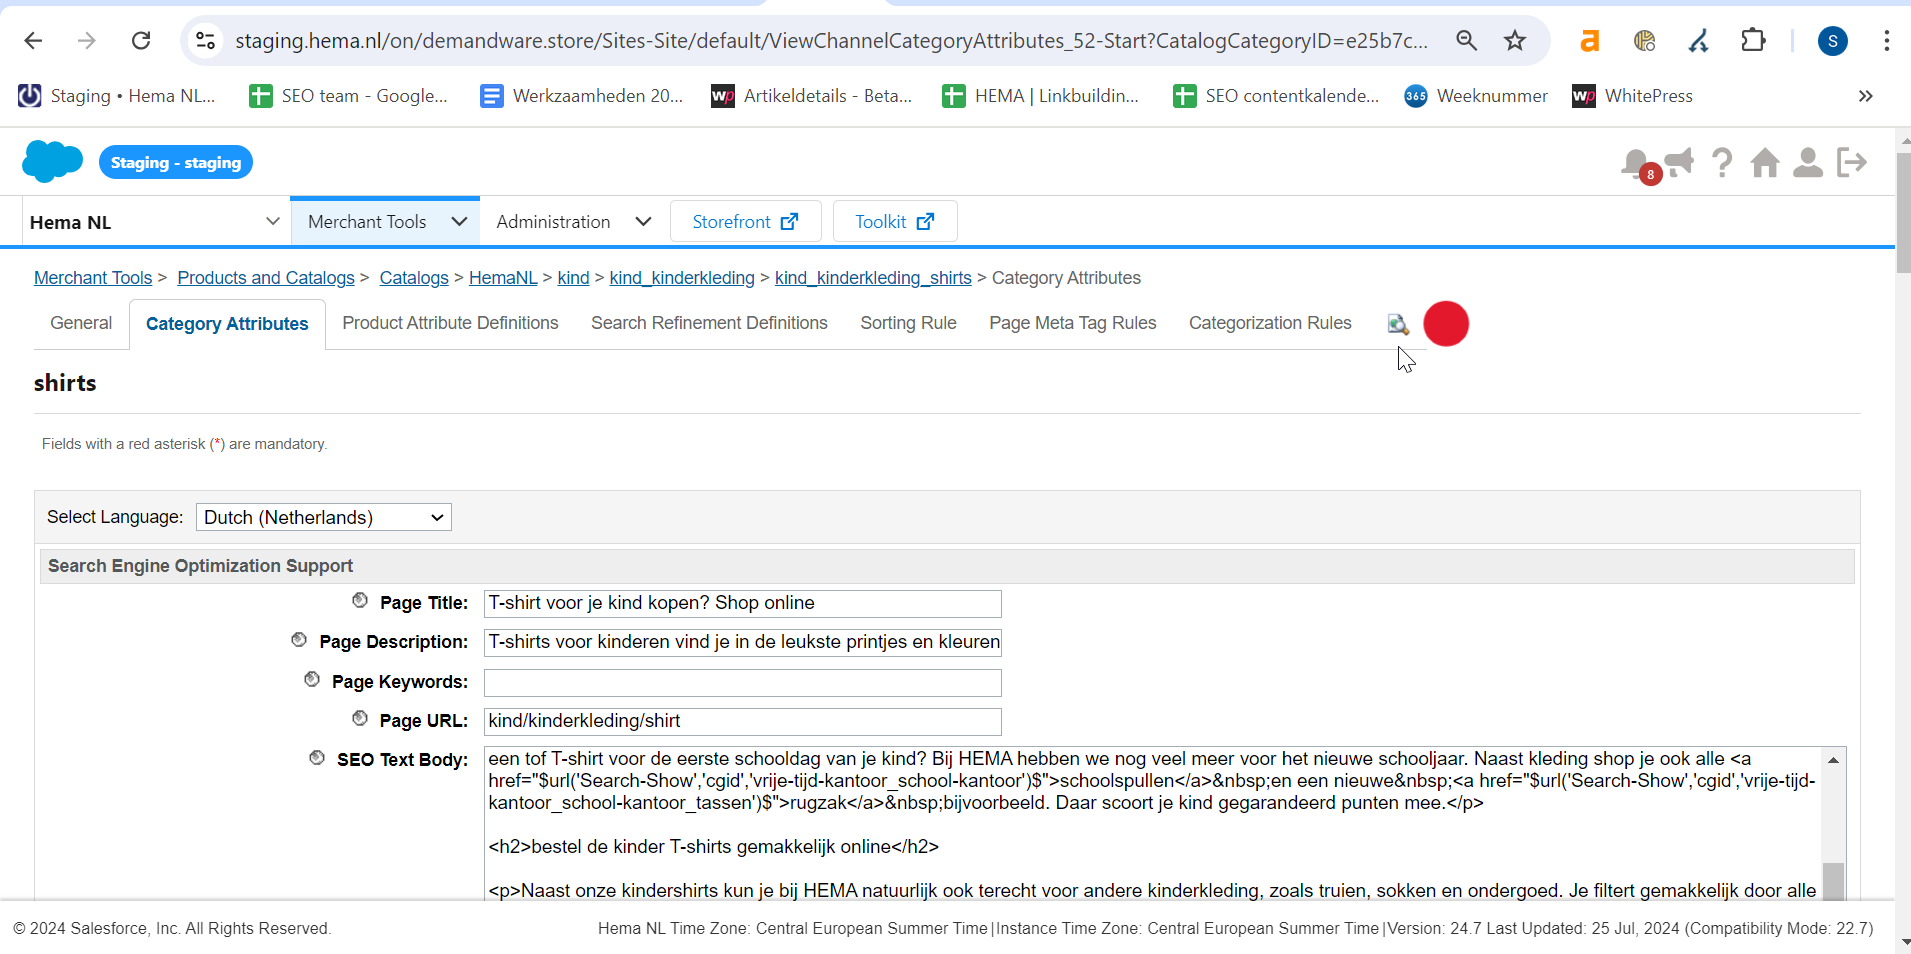 staging.hema.nl/on/demandware.store/Sites-Site/default/ViewChannelCategoryAttributes_52-Start?CatalogCategoryID=e25b7c...
S
Staging • Hema NL...
SEO team - Google...
Werkzaamheden 20...
Artikeldetails - Beta...
HEMA | Linkbuildin...
SEO contentkalende...
365
Weeknummer
WhitePress
Staging - staging
8
Hema NL
Merchant Tools
Administration
Storefront
Toolkit
Merchant Tools > Products and Catalogs > Catalogs > HemaNL > kind > kind_kinderkleding > kind_kinderkleding_shirts > Category Attributes
General
Category Attributes
Product Attribute Definitions
Search Refinement Definitions
Sorting Rule
Page Meta Tag Rules
Categorization Rules
shirts
Fields with a red asterisk (*) are mandatory.
Select Language: Dutch (Netherlands)
Search Engine Optimization Support
Page Title: T-shirt voor je kind kopen? Shop online
Page Description: T-shirts voor kinderen vind je in de leukste printjes en kleuren
Page Keywords:
Page URL: kind/kinderkleding/shirt
SEO Text Body: een tof T-shirt voor de eerste schooldag van je kind? Bij HEMA hebben we nog veel meer voor het nieuwe schooljaar. Naast kleding shop je ook alle <a
href="$url('Search-Show','cgid','vrije-tijd-kantoor_school-kantoor')$">schoolspullen</a>&nbsp;en een nieuwe&nbsp;<a href="$url('Search-Show','cgid','vrije-tijd-
kantoor_school-kantoor_tassen')$">rugzak</a>&nbsp;bijvoorbeeld. Daar scoort je kind gegarandeerd punten mee.</p>
<h2>bestel de kinder T-shirts gemakkelijk online</h2>
<p>Naast onze kindershirts kun je bij HEMA natuurlijk ook terecht voor andere kinderkleding, zoals truien, sokken en ondergoed. Je filtert gemakkelijk door alle
© 2024 Salesforce, Inc. All Rights Reserved.
Hema NL Time Zone: Central European Summer Time|Instance Time Zone: Central European Summer Time|Version: 24.7 Last Updated: 25 Jul, 2024 (Compatibility Mode: 22.7)